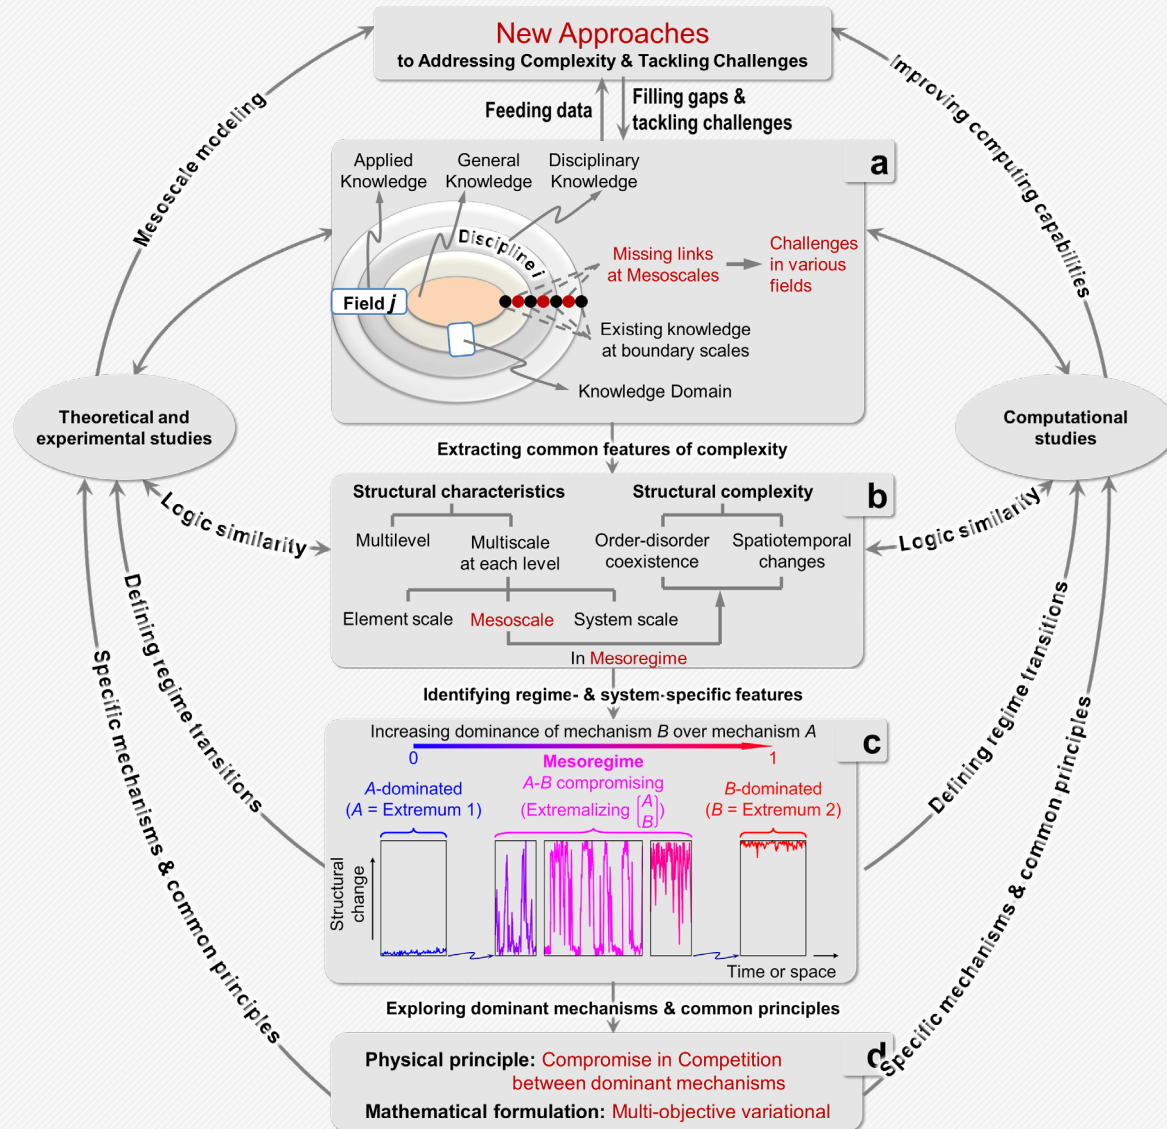 New Approaches
to Addressing Complexity & Tackling Challenges
Feeding data
Filling gaps &
tackling challenges
Mesoscale modeling
Improving computing capabilities
a
Applied
Knowledge
General
Knowledge
Disciplinary
Knowledge
Discipline i
Field j
Missing links
at Mesoscales
Challenges
in various
fields
Existing knowledge
at boundary scales
Knowledge Domain
Theoretical and
experimental studies
Computational
studies
Extracting common features of complexity
b
Structural characteristics
Structural complexity
Multilevel
Multiscale
at each level
Order-disorder
coexistence
Spatiotemporal
changes
Element scale
Mesoscale
System scale
In Mesoregime
Logic similarity
Logic similarity
Defining regime transitions
Defining regime transitions
Specific mechanisms & common principles
Specific mechanisms & common principles
Identifying regime- & system-specific features
c
Increasing dominance of mechanism B over mechanism A
0
1
Mesoregime
A-B compromising
(Extremalizing [A B])
A-dominated
(A = Extremum 1)
B-dominated
(B = Extremum 2)
Structural
change
Time or space
Exploring dominant mechanisms & common principles
d
Physical principle: Compromise in Competition
between dominant mechanisms
Mathematical formulation: Multi-objective variational